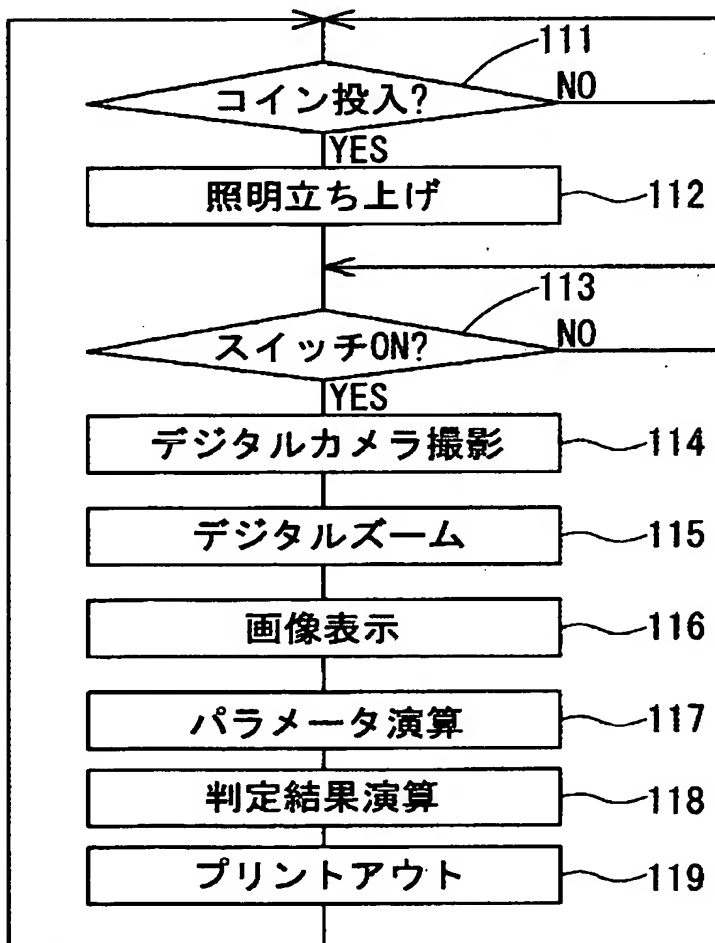 111
コイン投入?
NO
YES
照明立ち上げ
112
113
スイッチON?
NO
YES
デジタルカメラ撮影
114
デジタルズーム
115
画像表示
116
パラメータ演算
117
判定結果演算
118
プリントアウト
119